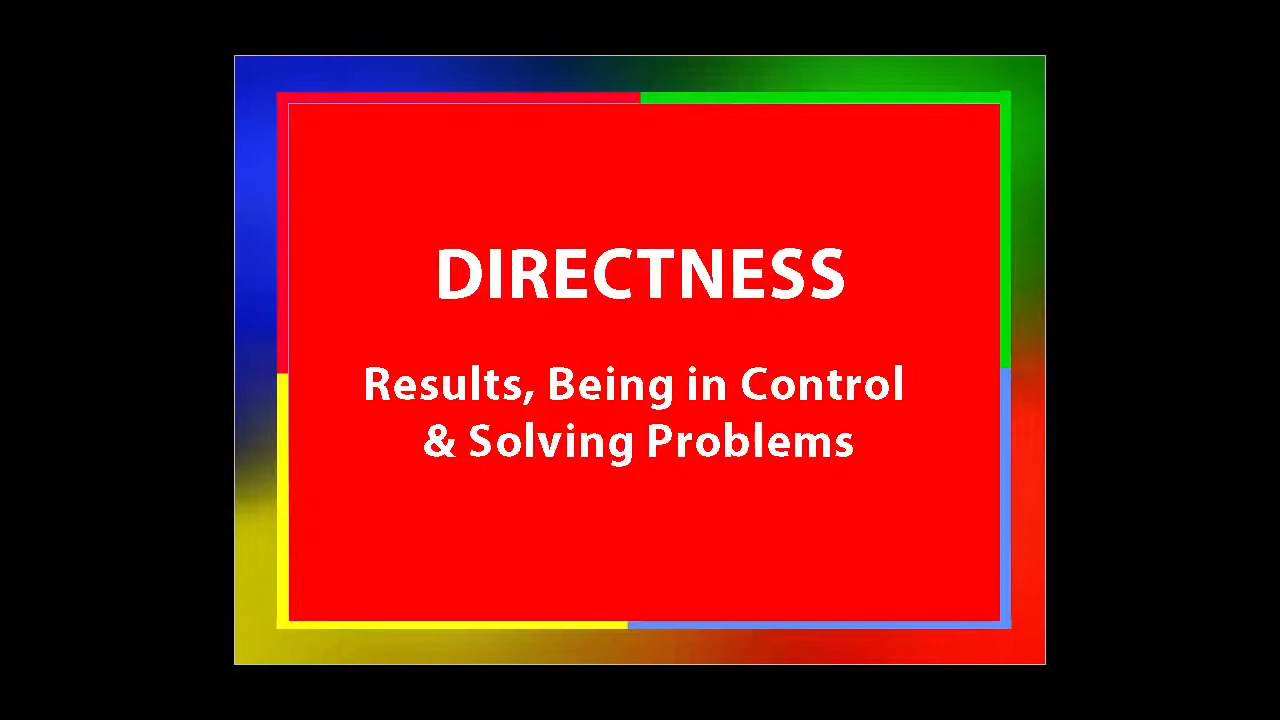 DIRECTNESS
Results, Being in Control
& Solving Problems